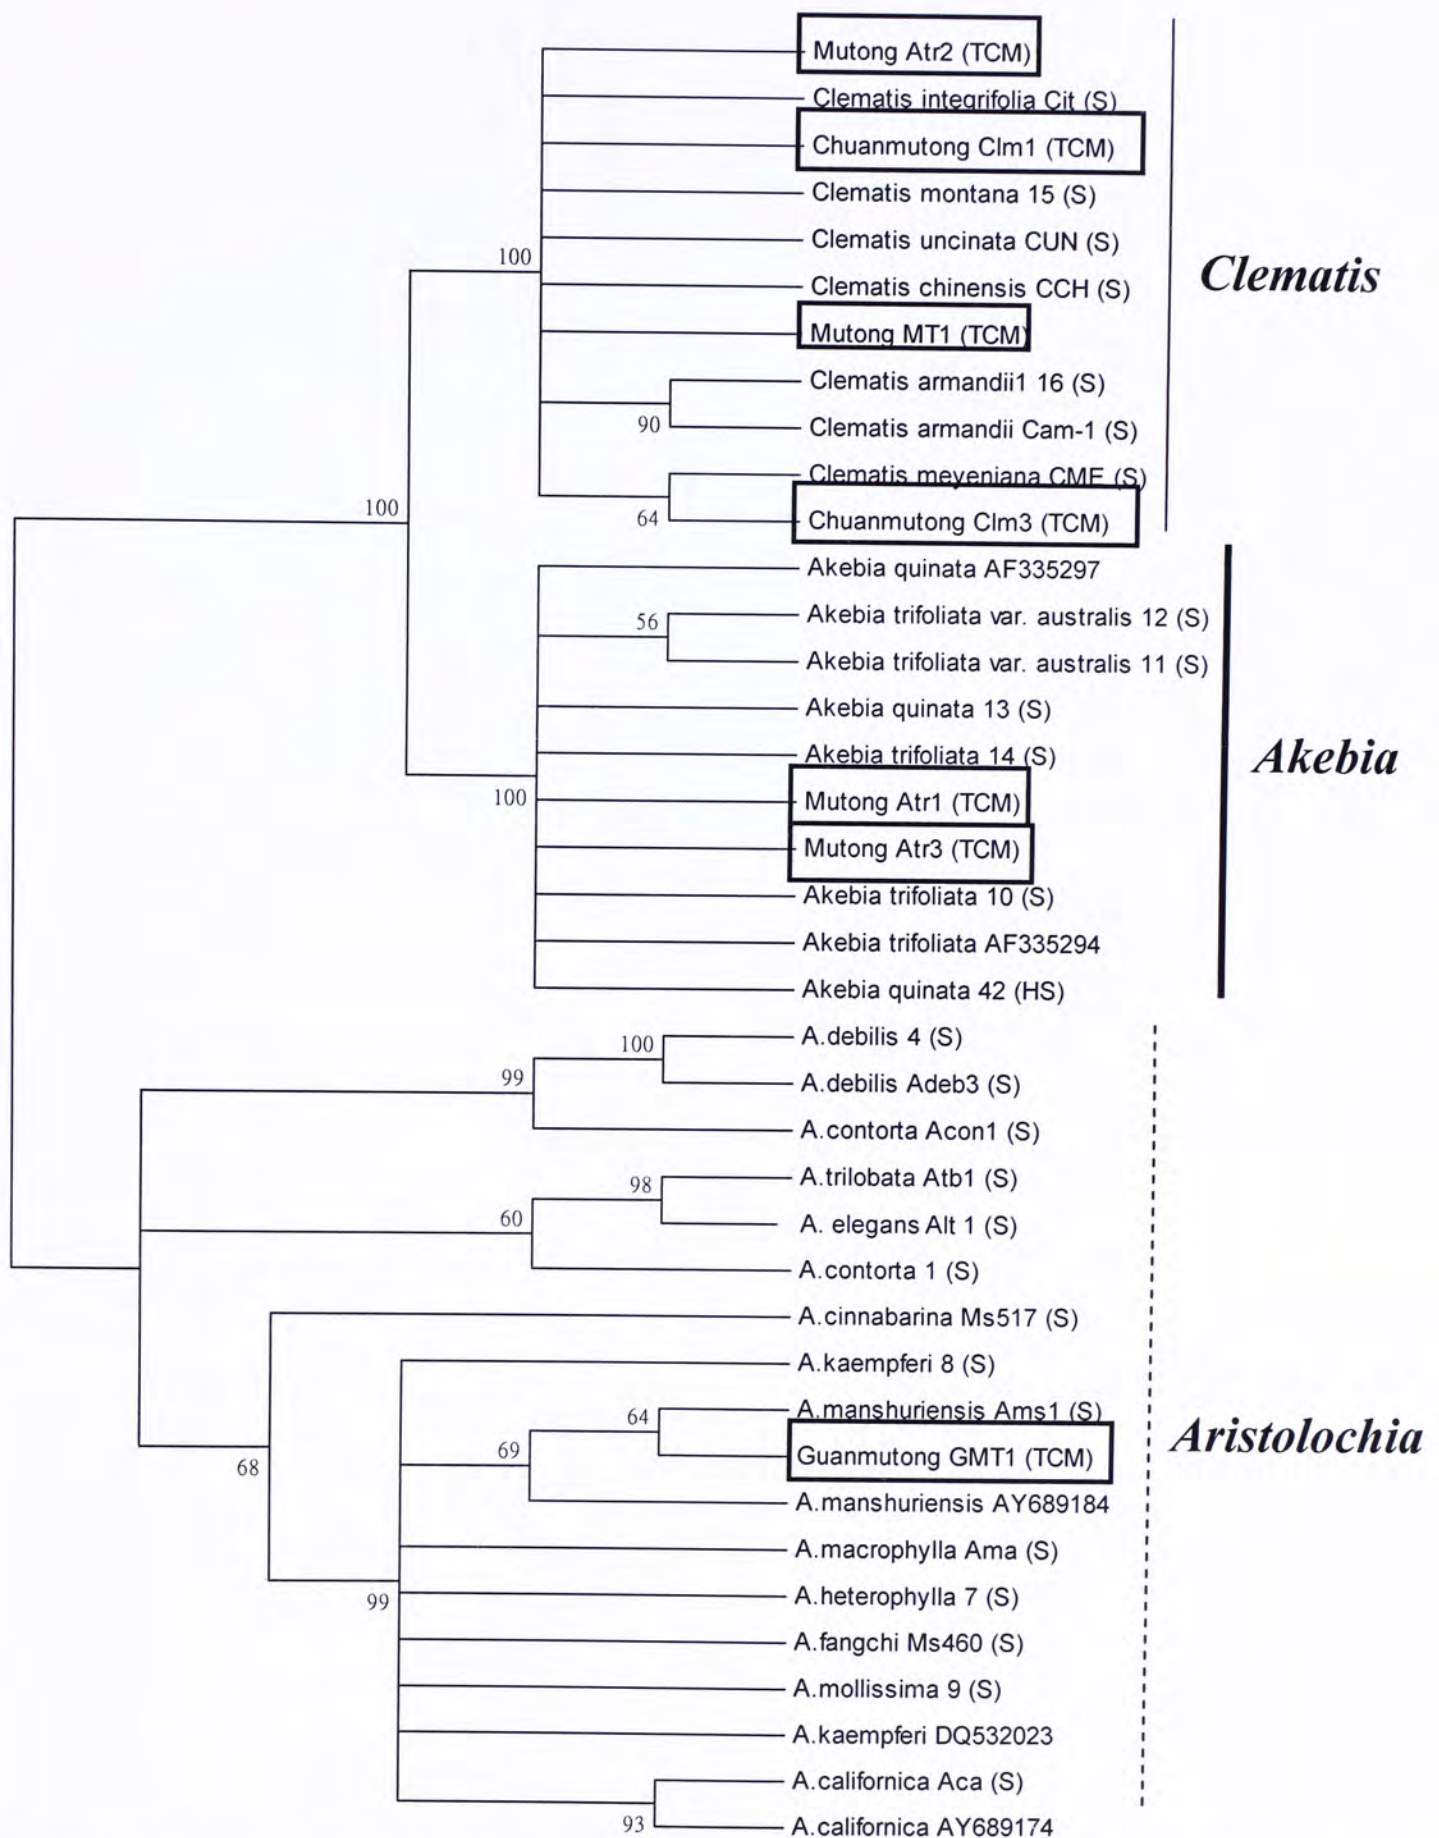 Mutong Atr2 (TCM)
Clematis integrifolia Cit (S)
Chuanmutong Clm1 (TCM)
Clematis montana 15 (S)
Clematis uncinata CUN (S)
100
Clematis
Clematis chinensis CCH (S)
Mutong MT1 (TCM)
Clematis armandii1 16 (S)
90
Clematis armandii Cam-1 (S)
Clematis meyeniana CME (S)
100
64
Chuanmutong Clm3 (TCM)
Akebia quinata AF335297
56
Akebia trifoliata var. australis 12 (S)
Akebia trifoliata var. australis 11 (S)
Akebia quinata 13 (S)
Akebia trifoliata 14 (S)
Akebia
100
Mutong Atr1 (TCM)
Mutong Atr3 (TCM)
Akebia trifoliata 10 (S)
Akebia trifoliata AF335294
Akebia quinata 42 (HS)
100
A.debilis 4 (S)
99
A.debilis Adeb3 (S)
A.contorta Acon1 (S)
98
A.trilobata Atb1 (S)
60
A. elegans Alt 1 (S)
A.contorta 1 (S)
A.cinnabarina Ms517 (S)
A.kaempferi 8 (S)
64
A.manshuriensis Ams1 (S)
Aristolochia
68
69
Guanmutong GMT1 (TCM)
A.manshuriensis AY689184
A.macrophylla Ama (S)
99
A.heterophylla 7 (S)
A.fangchi Ms460 (S)
A.mollissima 9 (S)
A.kaempferi DQ532023
A.californica Aca (S)
93
A.californica AY689174